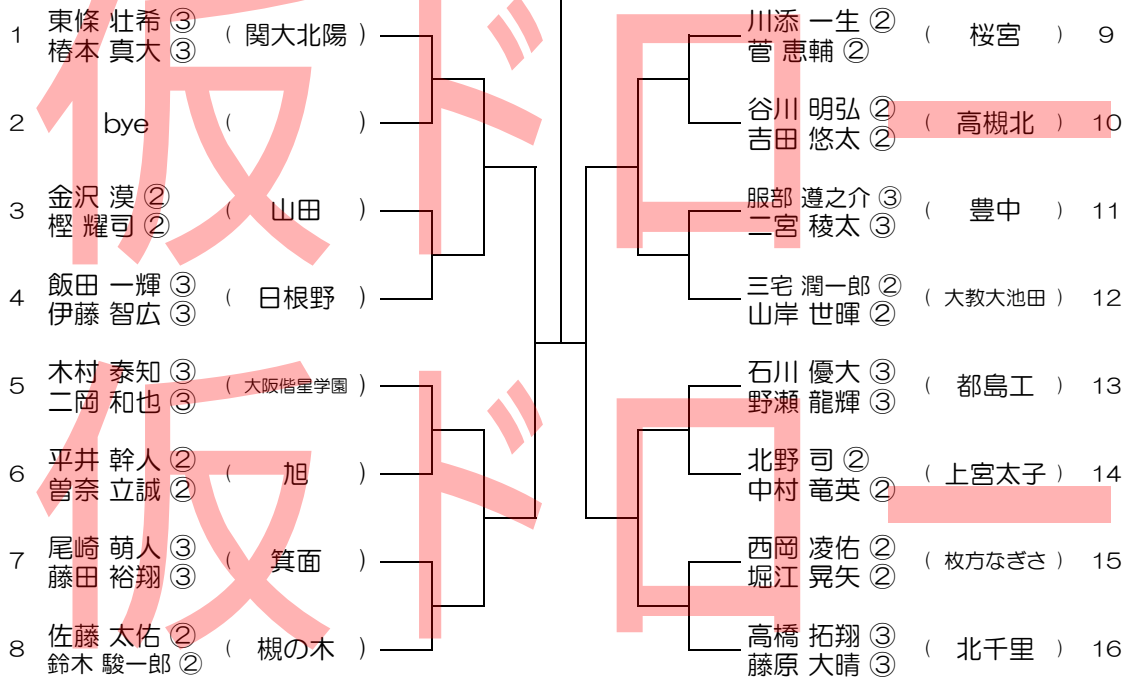 1 東條 壮希 ③ ( 関大北陽 )
椿本 真大 ③
2 bye ( )
3 金沢 漠 ② ( 山田 )
樫 耀司 ②
4 飯田 一輝 ③ ( 日根野 )
伊藤 智広 ③
5 木村 泰知 ③ ( 大阪偕星学園 )
二岡 和也 ③
6 平井 幹人 ② ( 旭 )
曽奈 立誠 ②
7 尾崎 萌人 ③ ( 箕面 )
藤田 裕翔 ③
8 佐藤 太佑 ② ( 槻の木 )
鈴木 駿一郎 ②
川添 一生 ② ( 桜宮 ) 9
菅 恵輔 ②
谷川 明弘 ② ( 高槻北 ) 10
吉田 悠太 ②
服部 遵之介 ③ ( 豊中 ) 11
二宮 稜太 ③
三宅 潤一郎 ② ( 大教大池田 ) 12
山岸 世暉 ②
石川 優大 ③ ( 都島工 ) 13
野瀬 龍輝 ③
北野 司 ② ( 上宮太子 ) 14
中村 竜英 ②
西岡 凌佑 ② ( 枚方なぎさ ) 15
堀江 晃矢 ②
高橋 拓翔 ③ ( 北千里 ) 16
藤原 大晴 ③
仮ドロー
仮ドロー